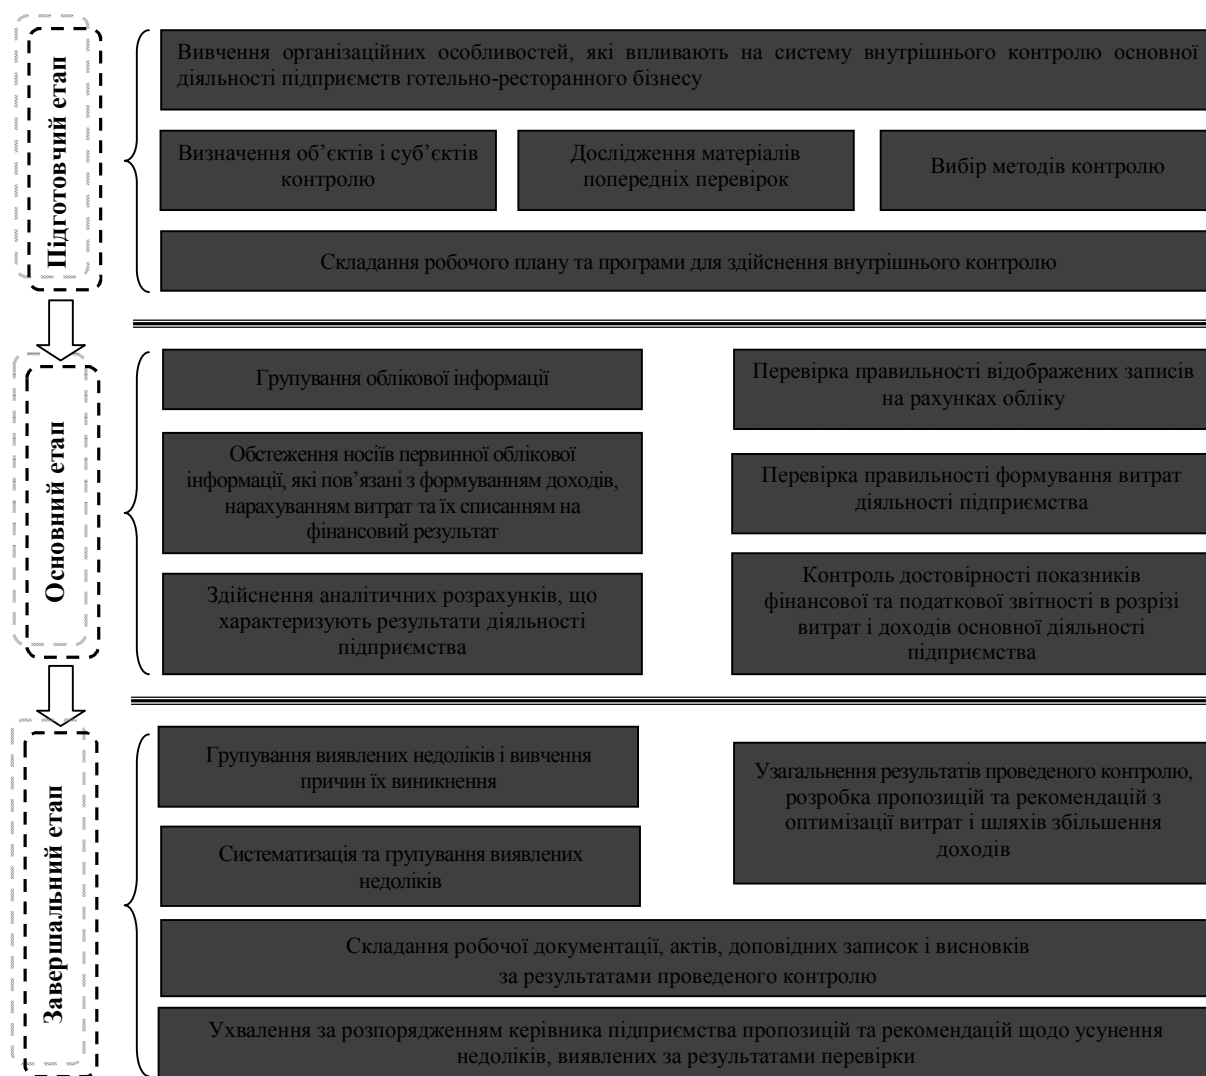 Підготовчий етап
Вивчення організаційних особливостей, які впливають на систему внутрішнього контролю основної
діяльності підприємств готельно-ресторанного бізнесу
Визначення об’єктів і суб’єктів
контролю
Дослідження матеріалів
попередніх перевірок
Вибір методів контролю
Складання робочого плану та програми для здійснення внутрішнього контролю
Основний етап
Групування облікової інформації
Обстеження носіїв первинної облікової
інформації, які пов’язані з формуванням доходів,
нарахуванням витрат та їх списанням на
фінансовий результат
Здійснення аналітичних розрахунків, що
характеризують результати діяльності
підприємства
Перевірка правильності відображених записів
на рахунках обліку
Перевірка правильності формування витрат
діяльності підприємства
Контроль достовірності показників
фінансової та податкової звітності в розрізі
витрат і доходів основної діяльності
підприємства
Завершальний етап
Групування виявлених недоліків і вивчення
причин їх виникнення
Систематизація та групування виявлених
недоліків
Узагальнення результатів проведеного контролю,
розробка пропозицій та рекомендацій з
оптимізації витрат і шляхів збільшення
доходів
Складання робочої документації, актів, доповідних записок і висновків
за результатами проведеного контролю
Ухвалення за розпорядженням керівника підприємства пропозицій та рекомендацій щодо усунення
недоліків, виявлених за результатами перевірки